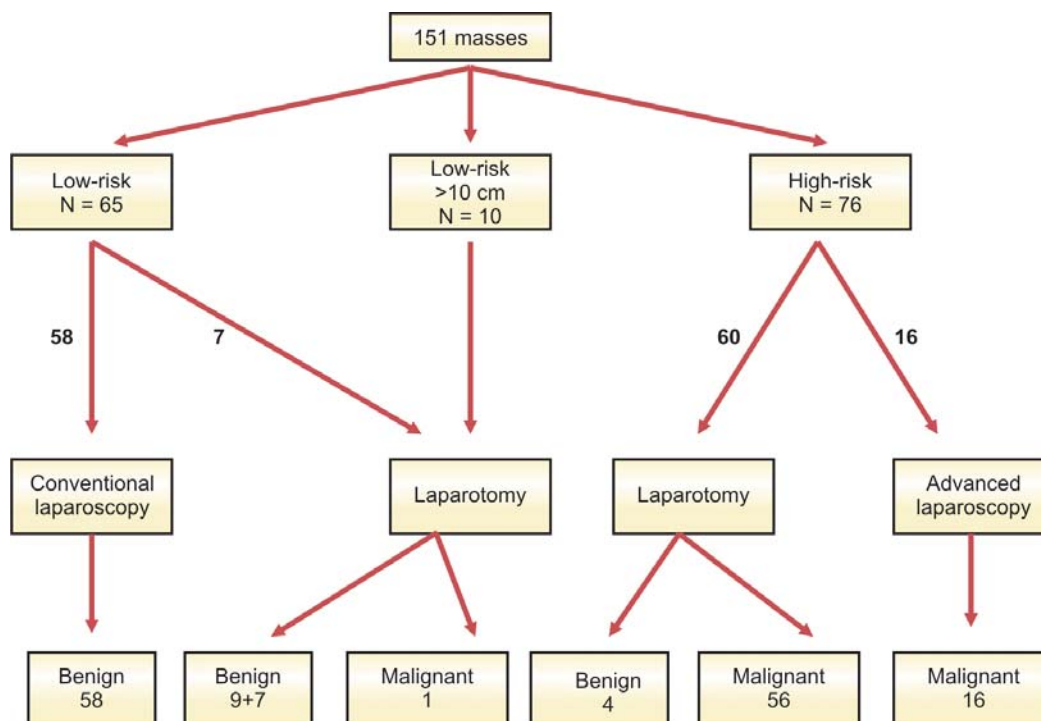 151 masses
Low-risk
N = 65
Low-risk
>10 cm
N = 10
High-risk
N = 76
58
7
60
16
Conventional
laparoscopy
Laparotomy
Laparotomy
Advanced
laparoscopy
Benign
58
Benign
9+7
Malignant
1
Benign
4
Malignant
56
Malignant
16